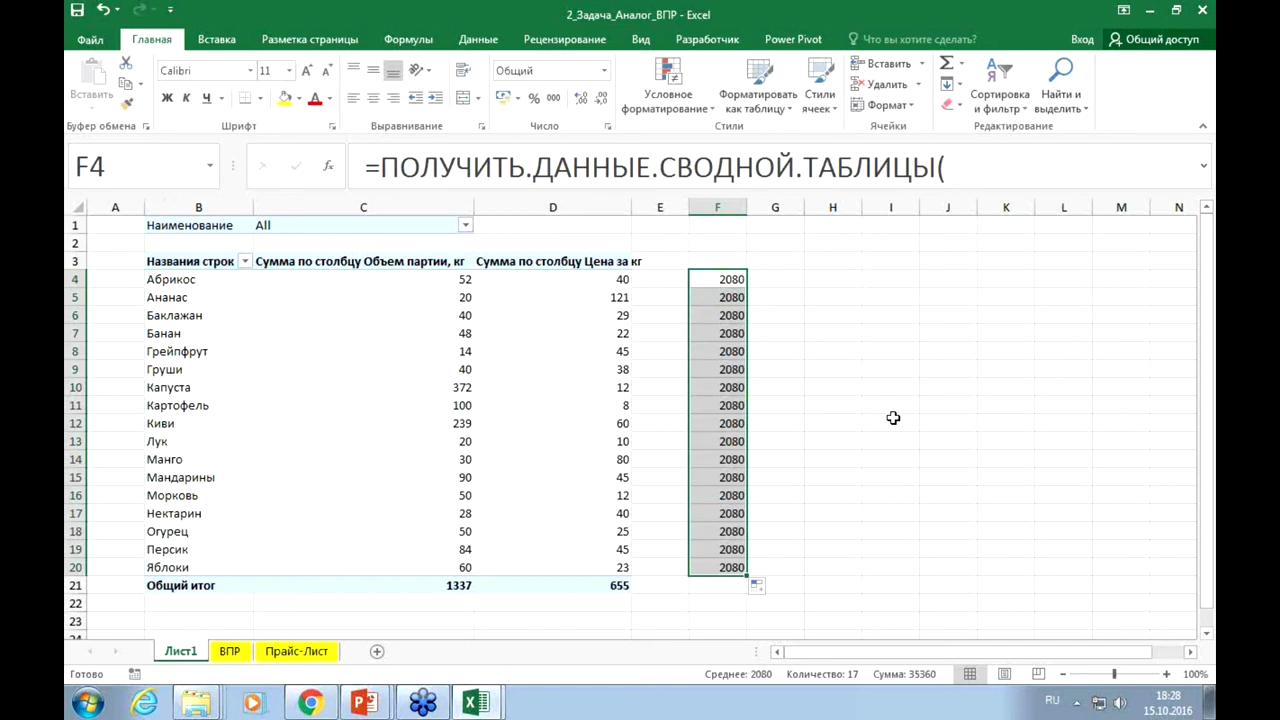 2_Задача_Аналог_ВПР - Excel
Файл Главная Вставка Разметка страницы Формулы Данные Рецензирование Вид Разработчик Power Pivot Что вы хотите сделать? Вход Общий доступ
Вставить
Calibri 11
Ж К Ч
Общий
% 000
Условное форматирование
Форматировать как таблицу
Стили ячеек
Вставить
Удалить
Формат
Сортировка и фильтр
Найти и выделить
Буфер обмена Шрифт Выравнивание Число Стили Ячейки Редактирование
F4 fx =ПОЛУЧИТЬ.ДАННЫЕ.СВОДНОЙ.ТАБЛИЦЫ(
A B C D E F G H I J K L M N
1 Наименование All
2
3 Названия строк Сумма по столбцу Объем партии, кг Сумма по столбцу Цена за кг
4 Абрикос 52 40 2080
5 Ананас 20 121 2080
6 Баклажан 40 29 2080
7 Банан 48 22 2080
8 Грейпфрут 14 45 2080
9 Груши 40 38 2080
10 Капуста 372 12 2080
11 Картофель 100 8 2080
12 Киви 239 60 2080
13 Лук 20 10 2080
14 Манго 30 80 2080
15 Мандарины 90 45 2080
16 Морковь 50 12 2080
17 Нектарин 28 40 2080
18 Огурец 50 25 2080
19 Персик 84 45 2080
20 Яблоки 60 23 2080
21 Общий итог 1337 655
22
23
24
Лист1 ВПР Прайс-Лист
Готово Среднее: 2080 Количество: 17 Сумма: 35360 100%
RU 18:28
15.10.2016